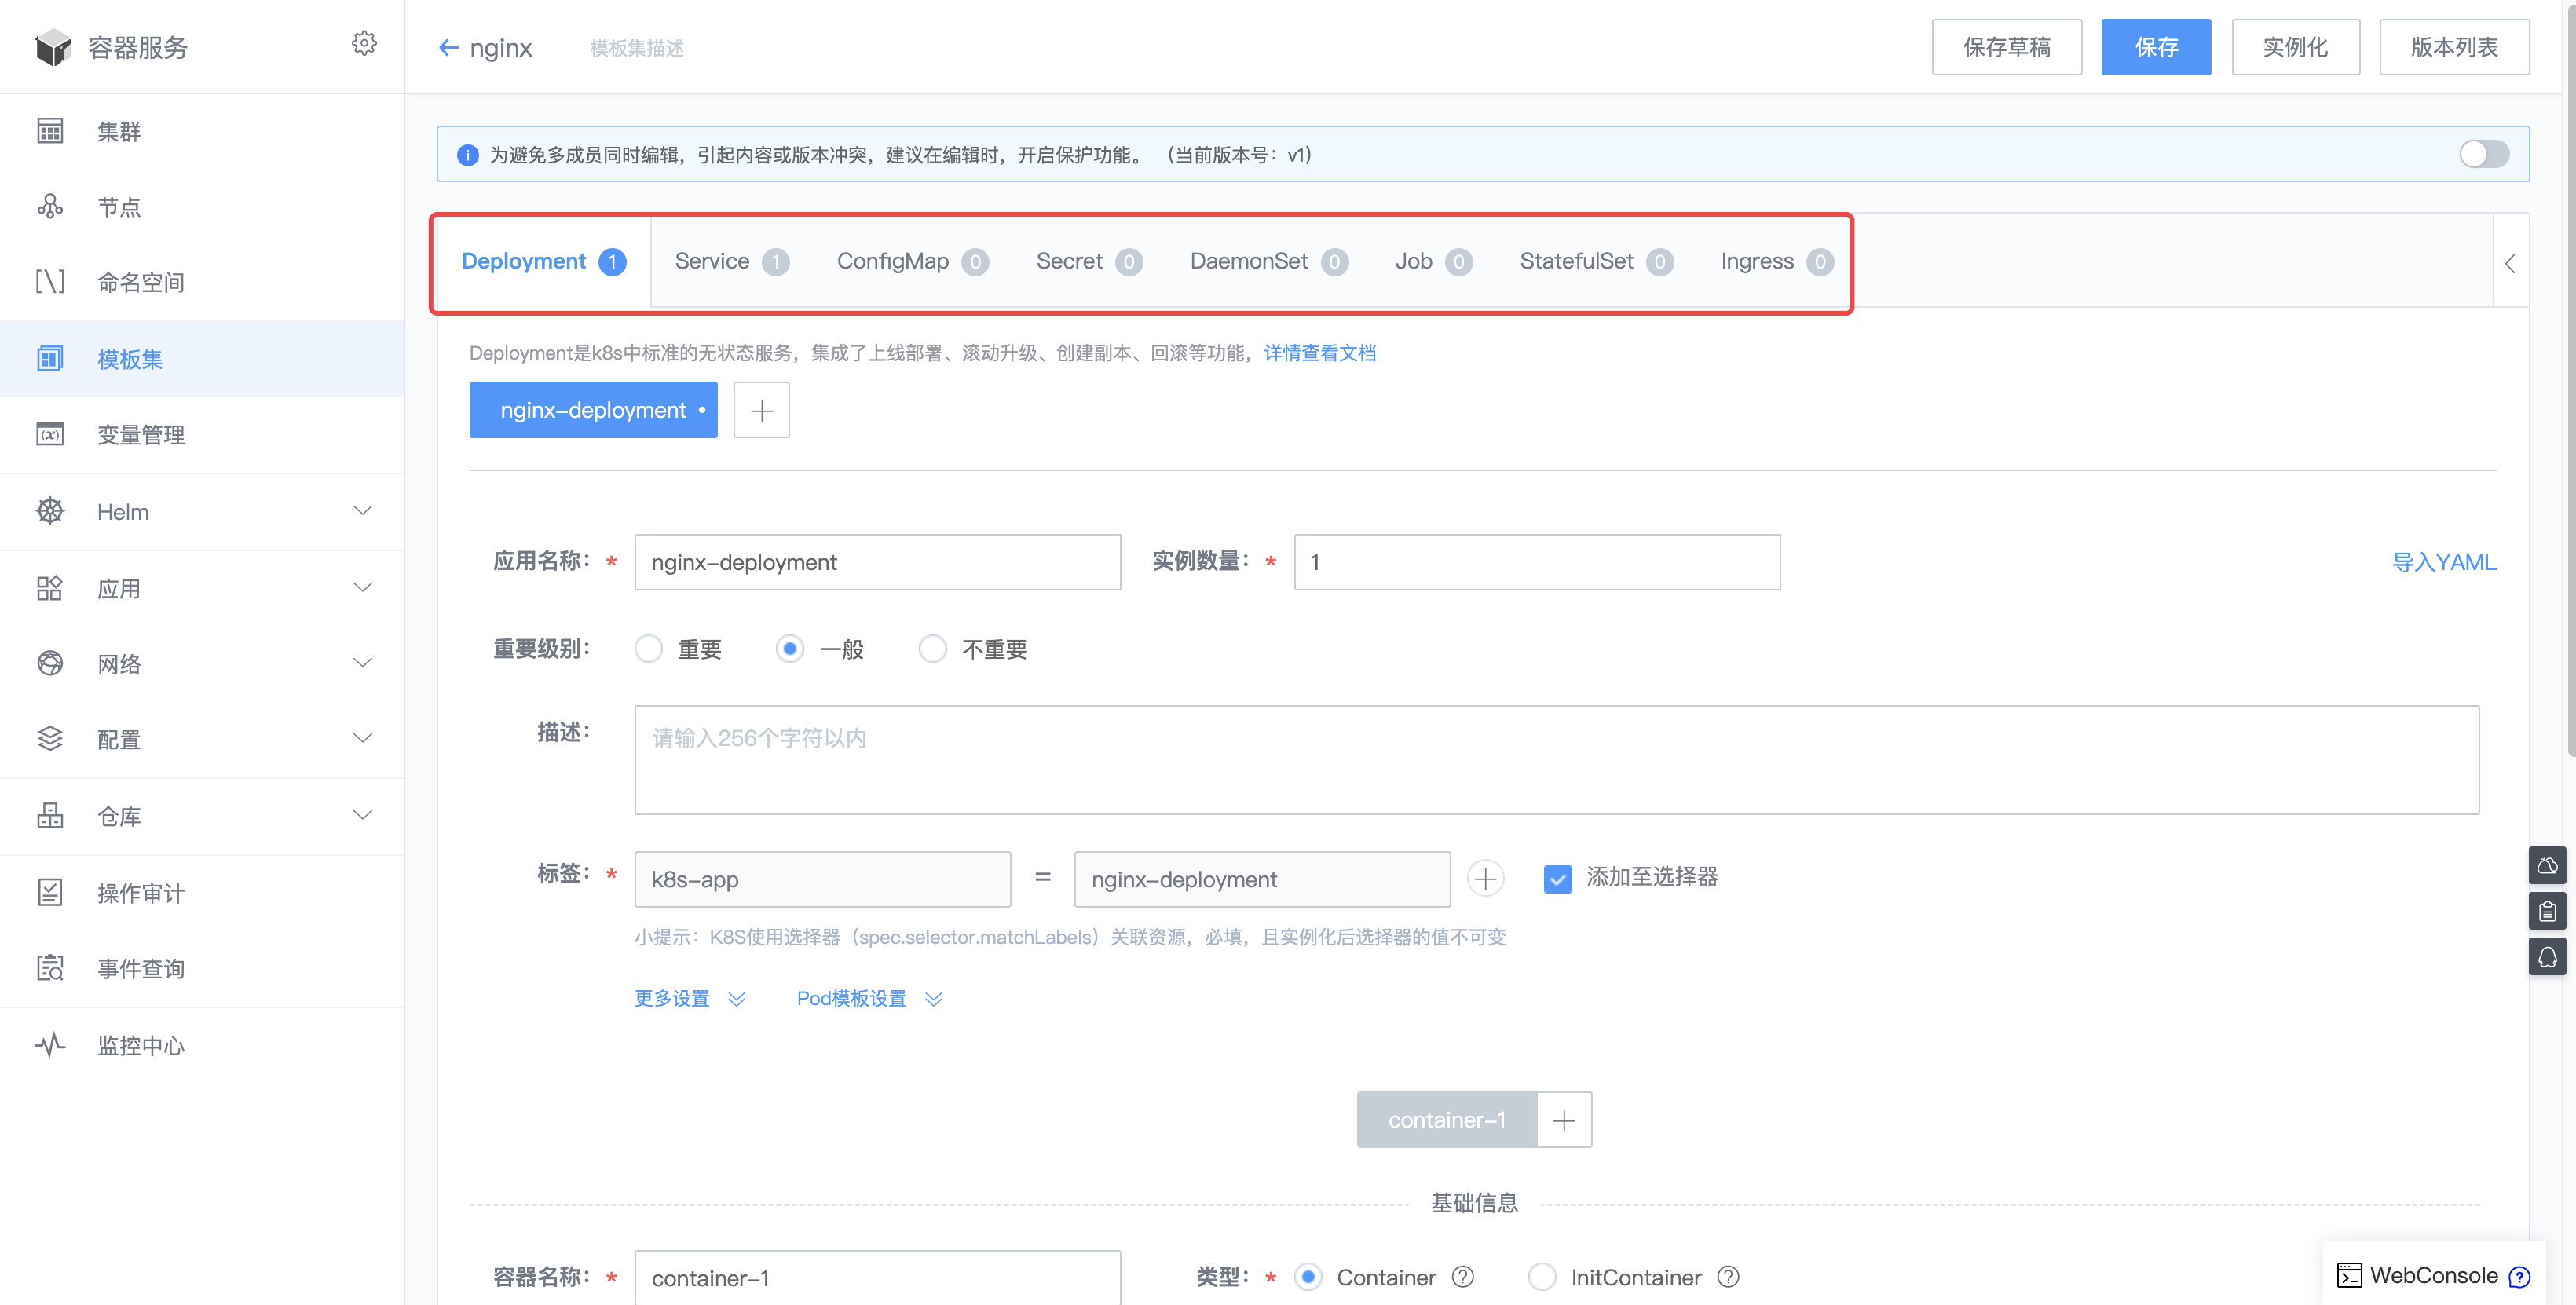 容器服务
集群
节点
命名空间
模板集
变量管理
Helm
应用
网络
配置
仓库
操作审计
事件查询
监控中心
nginx 模板集描述 保存草稿 保存 实例化 版本列表
为避免多成员同时编辑，引起内容或版本冲突，建议在编辑时，开启保护功能。（当前版本号：v1）
Deployment 1 Service 1 ConfigMap 0 Secret 0 DaemonSet 0 Job 0 StatefulSet 0 Ingress 0
Deployment是k8s中标准的无状态服务，集成了上线部署、滚动升级、创建副本、回滚等功能，详情查看文档
nginx-deployment
应用名称：* nginx-deployment 实例数量：* 1 导入YAML
重要级别： 重要 一般 不重要
描述： 请输入256个字符以内
标签：* k8s-app = nginx-deployment 添加至选择器
小提示：K8S使用选择器（spec.selector.matchLabels）关联资源，必填，且实例化后选择器的值不可变
更多设置 Pod模板设置
container-1
基础信息
容器名称：* container-1 类型：* Container InitContainer
WebConsole